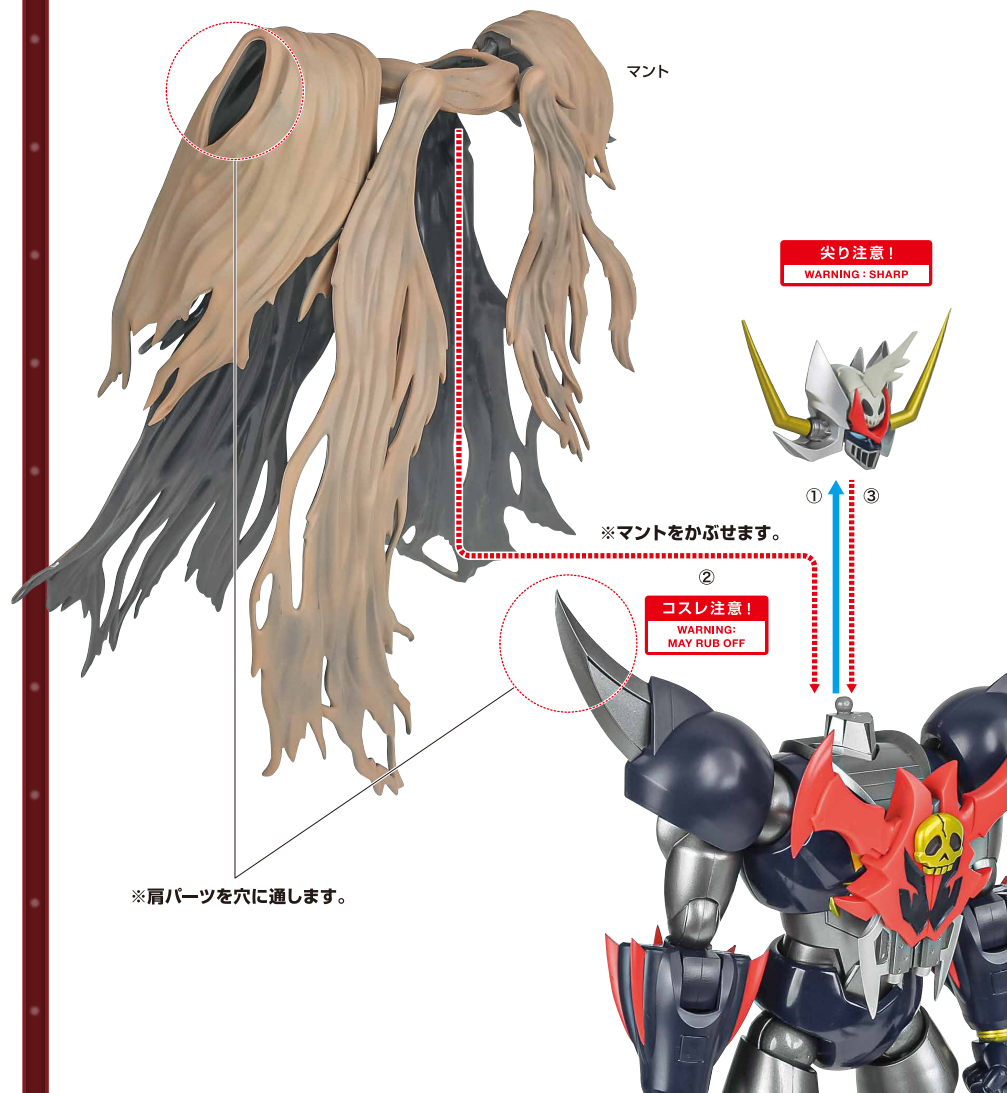 マント
尖り注意!
WARNING : SHARP
① ③
※マントをかぶせます。
②
コスレ注意!
WARNING:
MAY RUB OFF
※肩パーツを穴に通します。